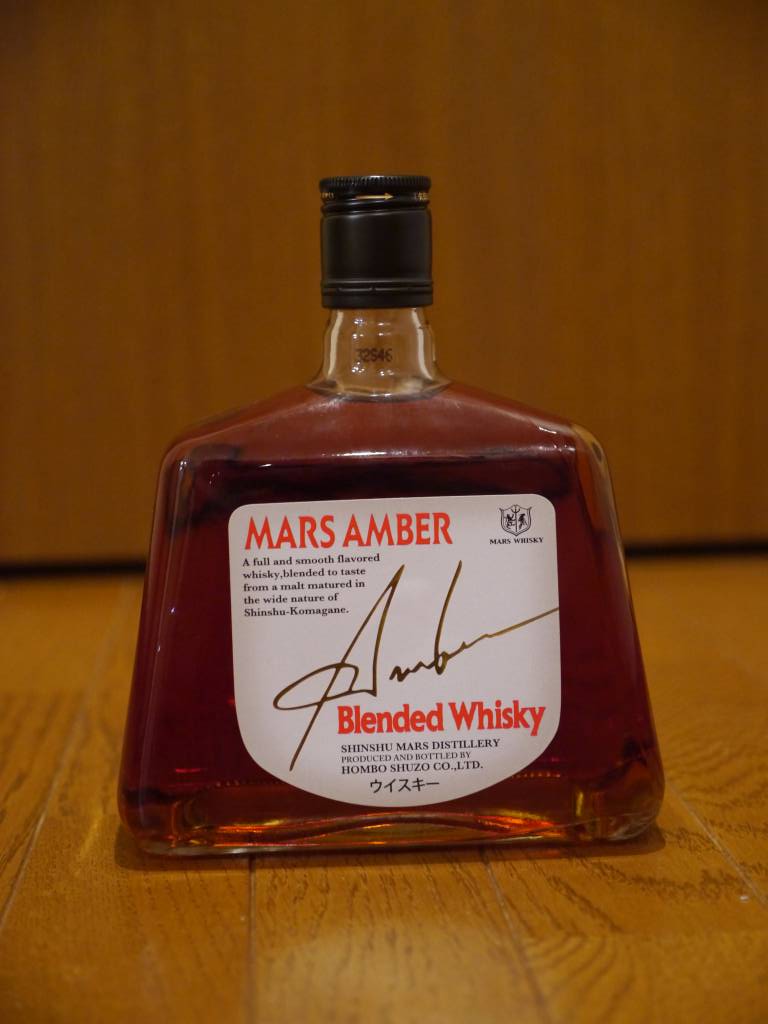 32S46
MARS AMBER
MARS WHISKY
A full and smooth flavored
whisky,blended to taste
from a malt matured in
the wide nature of
Shinshu-Komagane.
Amber
Blended Whisky
SHINSHU MARS DISTILLERY
PRODUCED AND BOTTLED BY
HOMBO SHUZO CO.,LTD.
ウイスキー